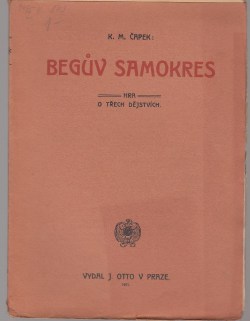 K. M. ČAPEK:
BEGŮV SAMOKRES
HRA
O TŘECH DĚJSTVÍCH.
VYDAL J. OTTO V PRAZE.